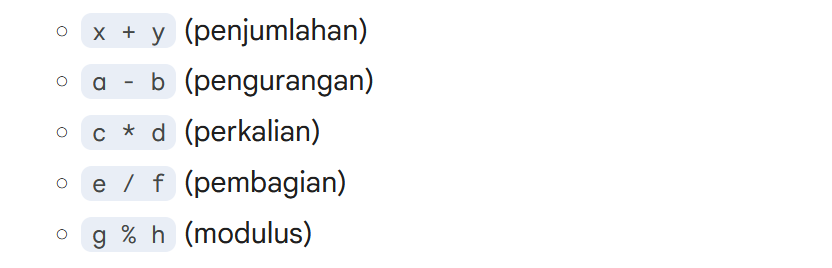 x + y (penjumlahan)
a - b (pengurangan)
c * d (perkalian)
e / f (pembagian)
g % h (modulus)